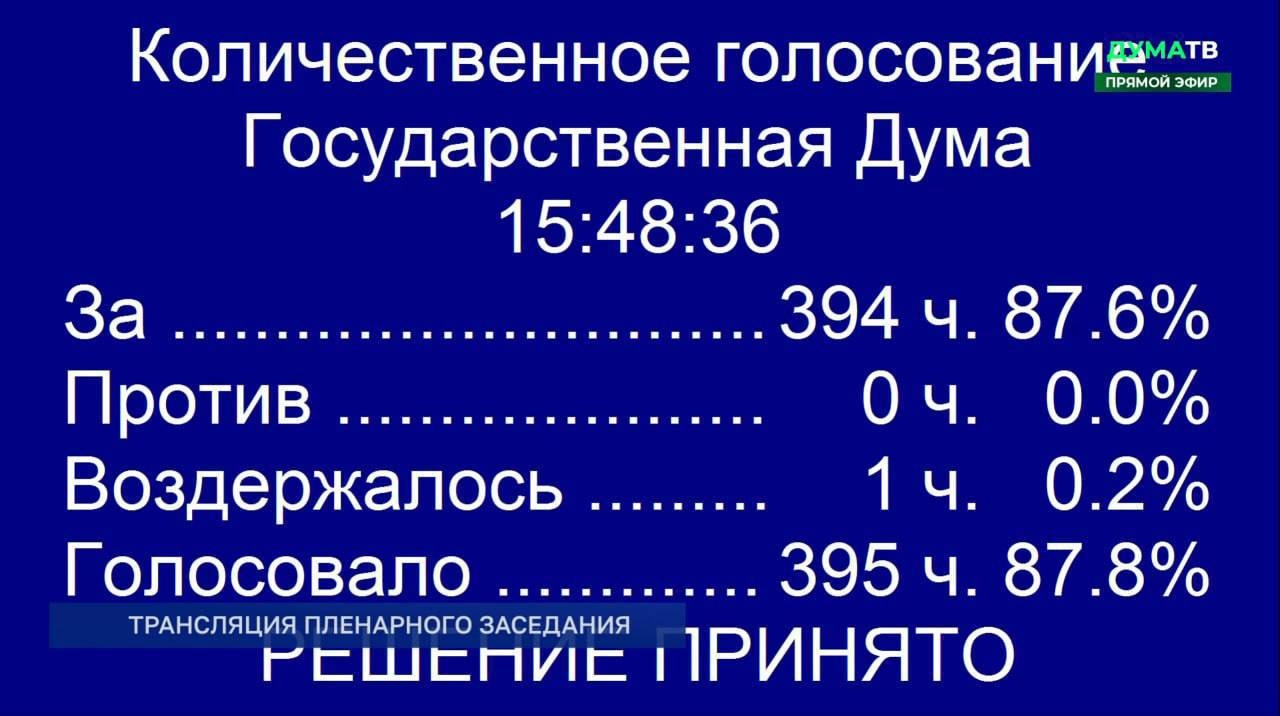 Количественное голосование
ДУМАТВ
ПРЯМОЙ ЭФИР
Государственная Дума
15:48:36
За ............................. 394 ч. 87.6%
Против ..................... 0 ч. 0.0%
Воздержалось ......... 1 ч. 0.2%
Голосовало ............. 395 ч. 87.8%
ТРАНСЛЯЦИЯ ПЛЕНАРНОГО ЗАСЕДАНИЯ
РЕШЕНИЕ ПРИНЯТО